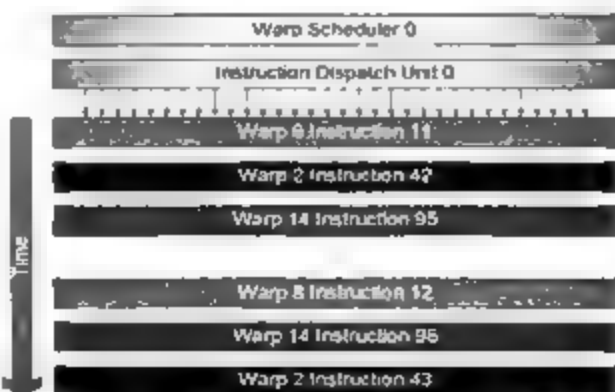 Warp Scheduler 0
Instruction Dispatch Unit 0
Warp Instruction 11
Warp 2 Instruction 42
Warp 14 Instruction 95
Time
Warp 8 Instruction 12
Warp 14 Instruction 96
Warp 2 Instruction 43